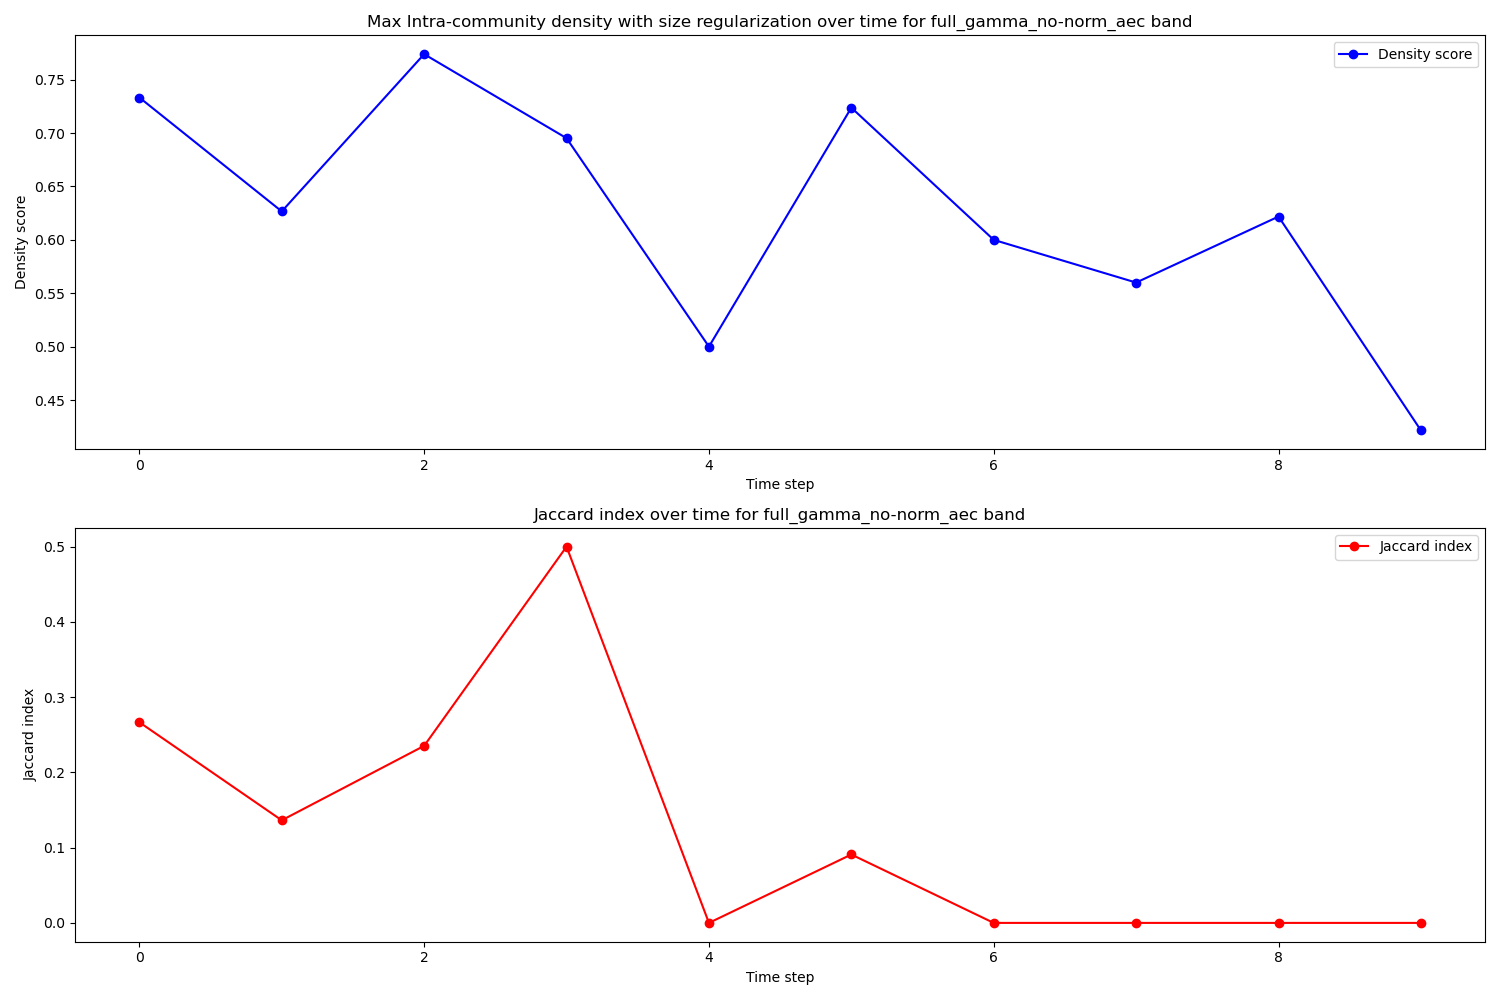 Max Intra-community density with size regularization over time for full_gamma_no-norm_aec band
Density score
0.75
0.70
0.65
0.60
0.55
0.50
0.45
Density score
0 2 4 6 8
Time step
Jaccard index over time for full_gamma_no-norm_aec band
Jaccard index
0.5
0.4
0.3
0.2
0.1
0.0
Jaccard index
0 2 4 6 8
Time step